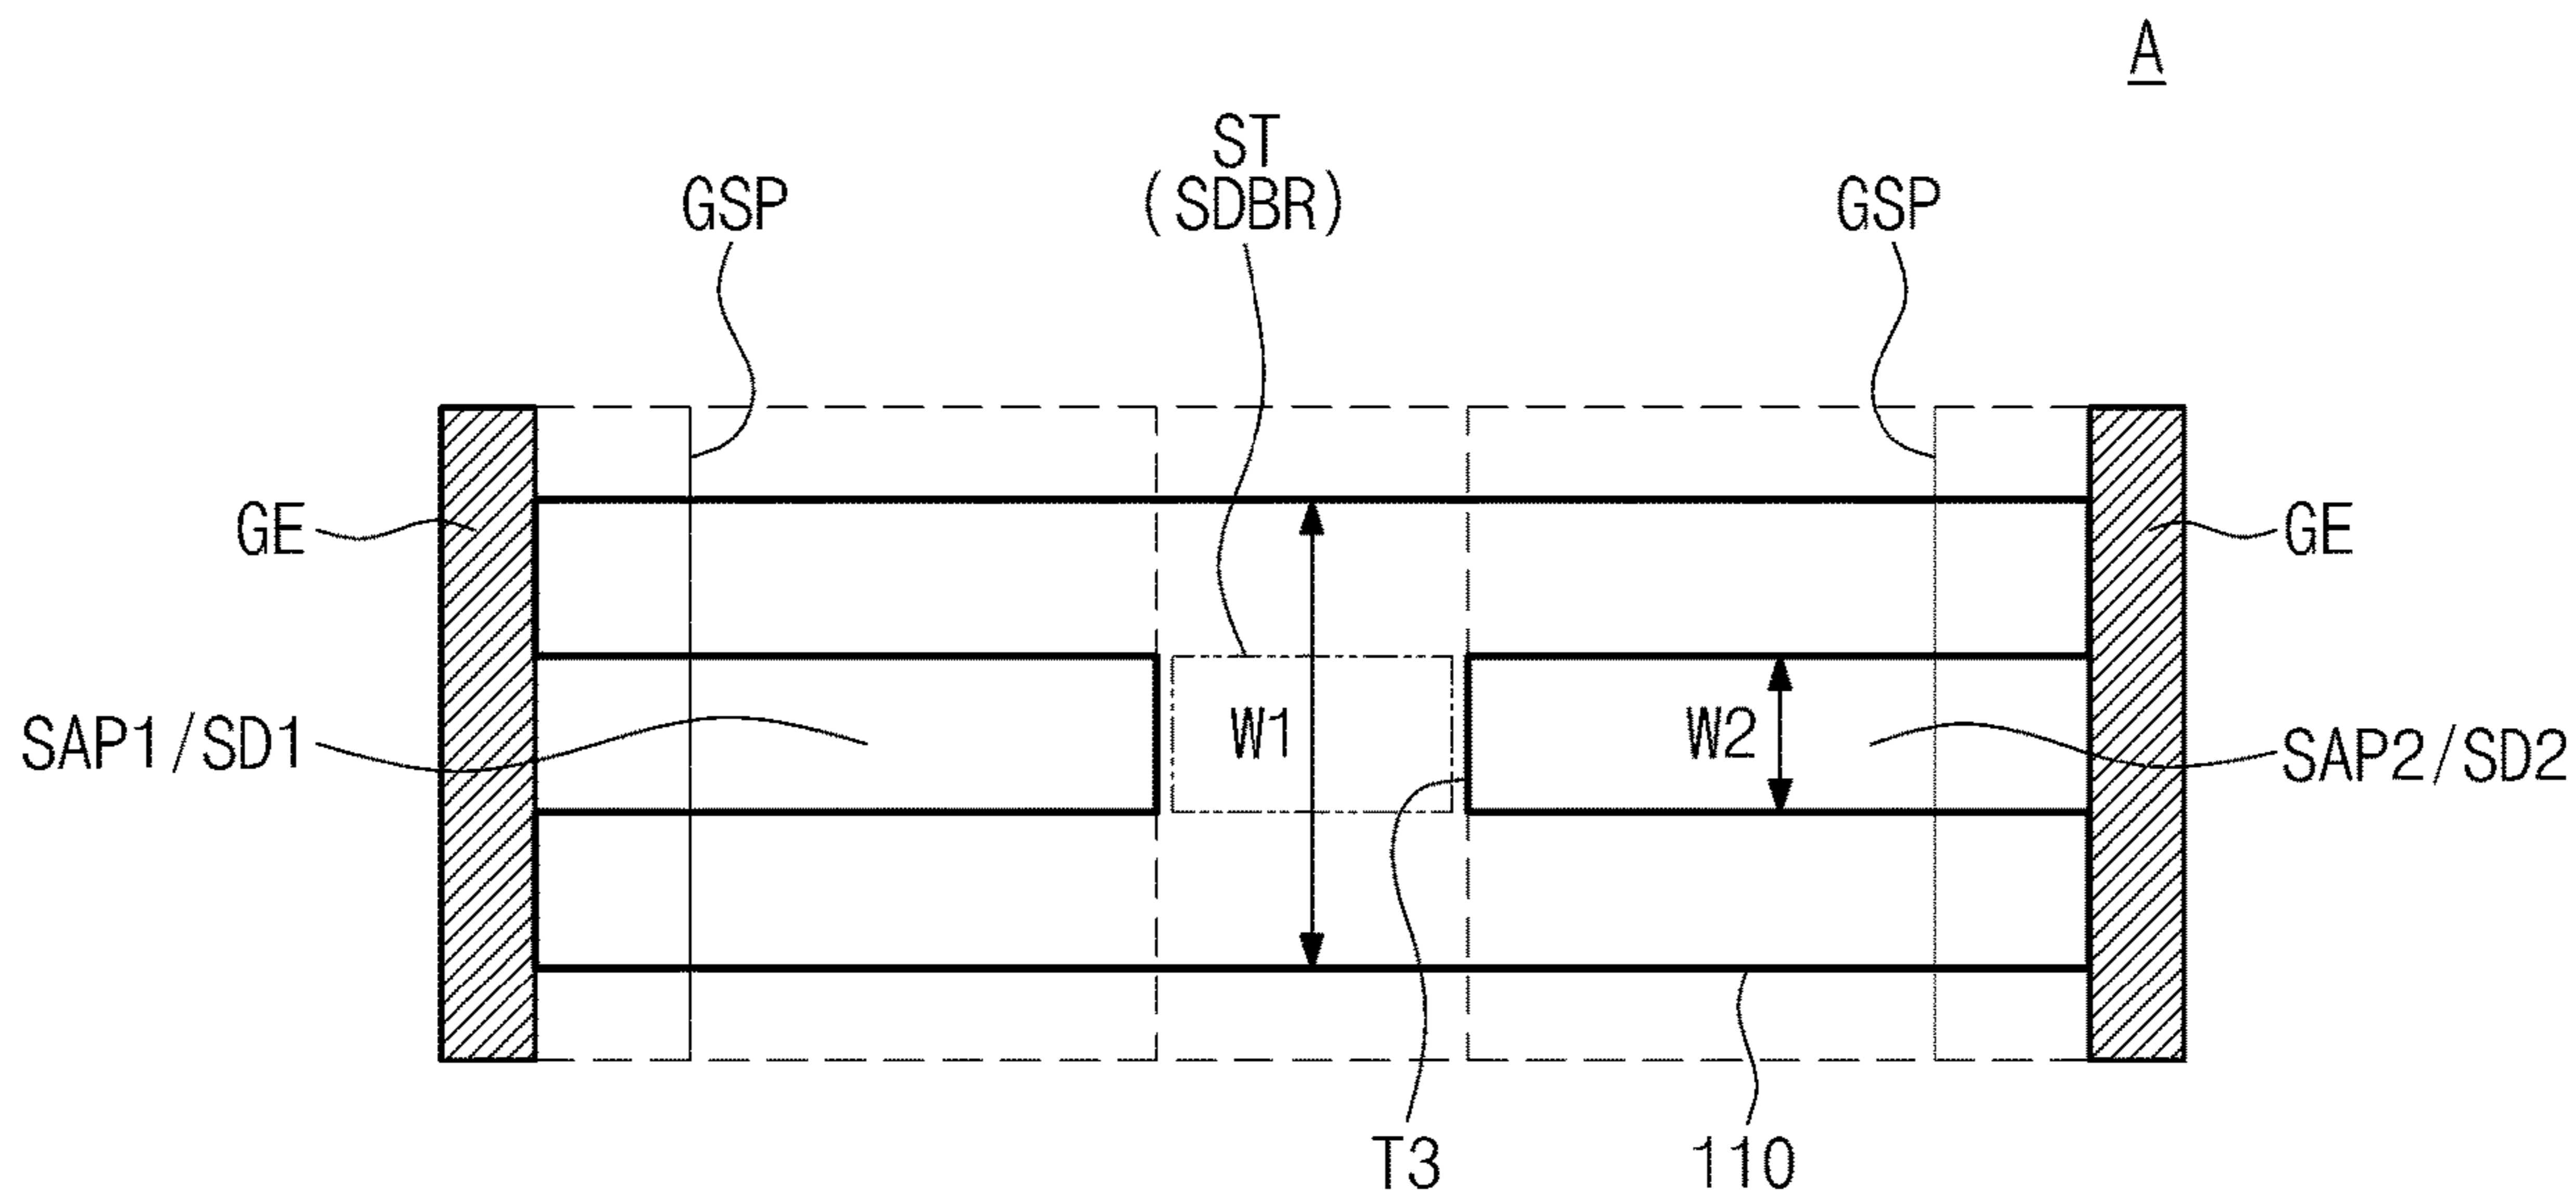 A
ST
GSP (SDBR) GSP
GE GE
SAP1/SD1 W1 W2 SAP2/SD2
T3 110